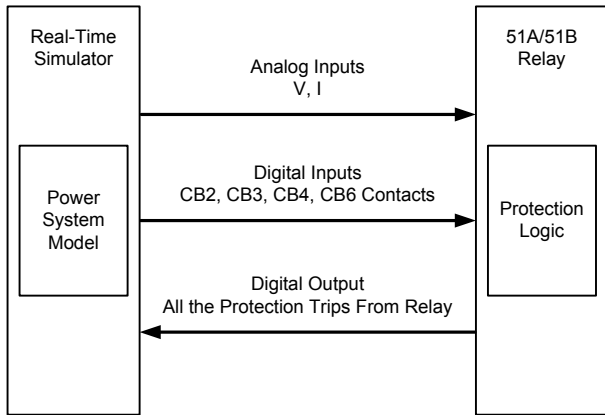 Real-Time
Simulator
Power
System
Model
Analog Inputs
V, I
Digital Inputs
CB2, CB3, CB4, CB6 Contacts
Digital Output
All the Protection Trips From Relay
51A/51B
Relay
Protection
Logic